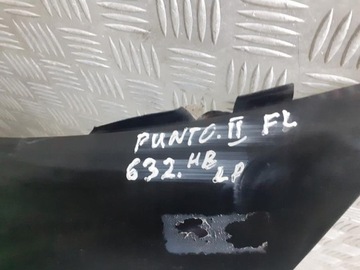 PUNTO.II FL
632.HB LP